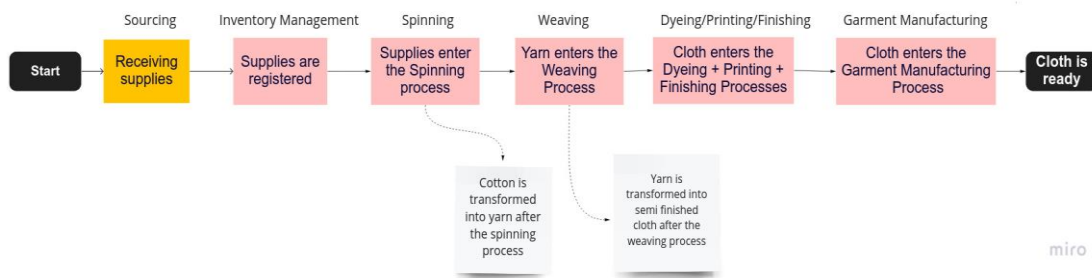 Sourcing
Inventory Management
Spinning
Weaving
Dyeing/Printing/Finishing
Garment Manufacturing
Start
Receiving
supplies
Supplies are
registered
Supplies enter
the Spinning
process
Yarn enters the
Weaving
Process
Cloth enters the
Dyeing + Printing +
Finishing Processes
Cloth enters the
Garment Manufacturing
Process
Cloth is
ready
Cotton is
transformed
into yarn after
the spinning
process
Yarn is
transformed into
semi finished
cloth after the
weaving process
miro